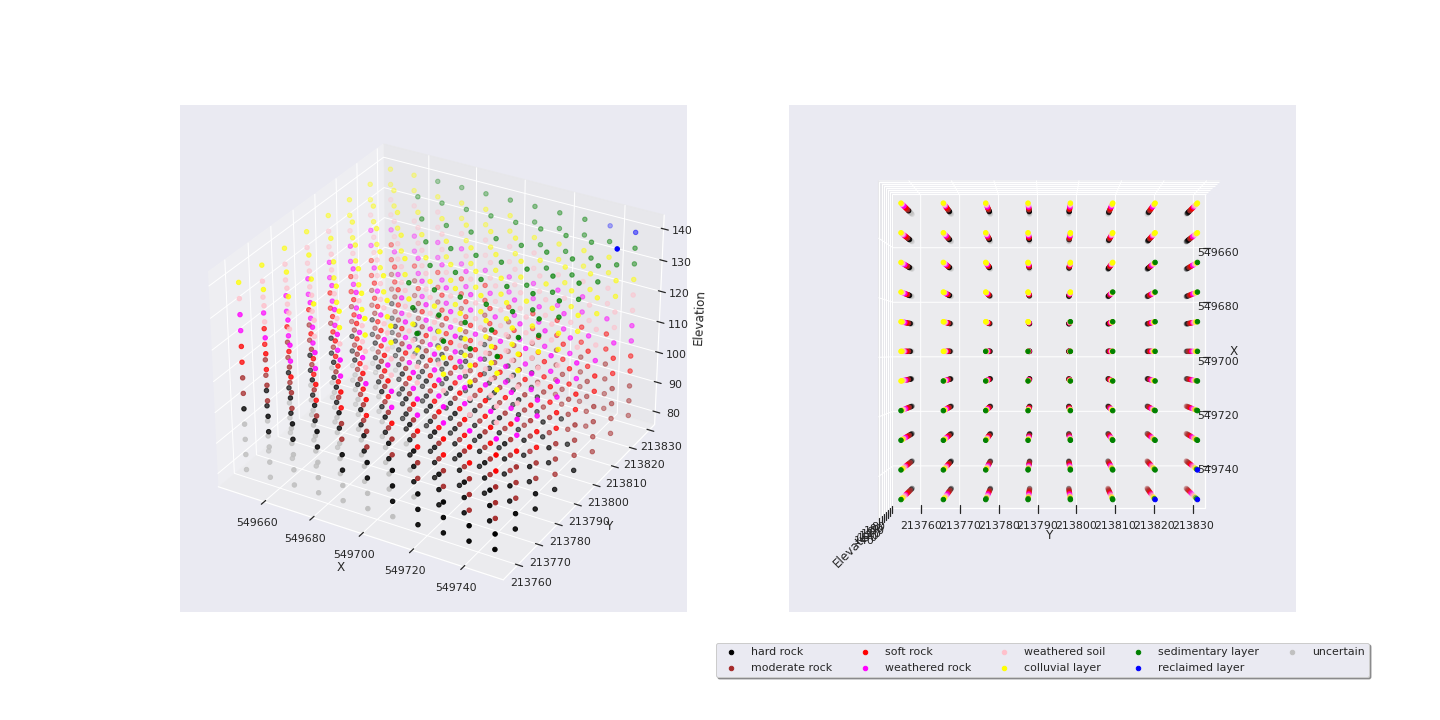 140
130
120
110
100
90
80
Elevation
213830
213820
213810
213800
213790
213780
213770
213760
Y
549660
549680
549700
549720
549740
X
549660
549680
549700
549720
549740
X
213760 213770 213780 213790 213800 213810 213820 213830
Y
Elevation
hard rock soft rock weathered soil sedimentary layer uncertain
moderate rock weathered rock colluvial layer reclaimed layer